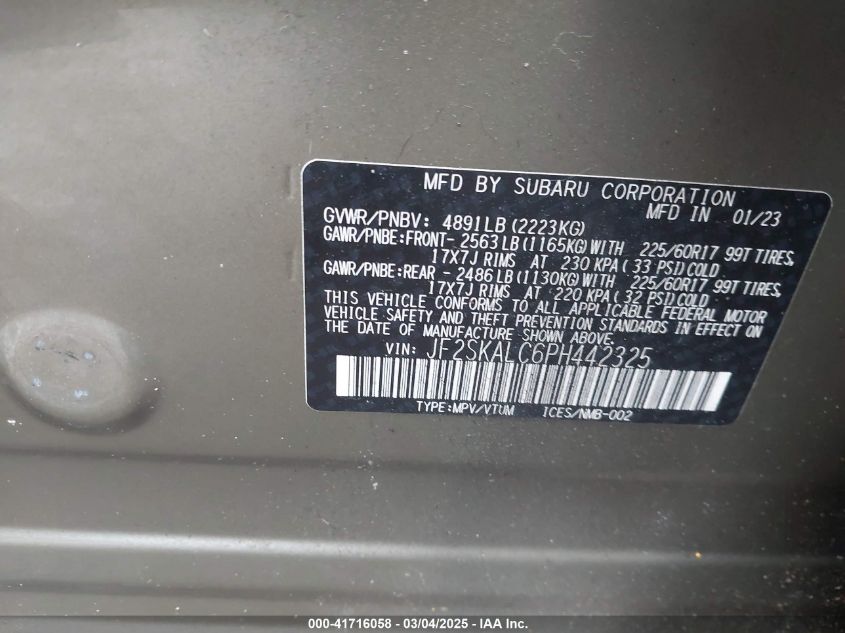 MFD BY SUBARU CORPORATION
MFD IN 01/23
GVWR/PNBV: 4891LB(2223KG)
GAWR/PNBE:FRONT- 2563LB(1165KG)WITH 225/60R17 99T TIRES,
17X7J RIMS AT 230 KPA(33 PSI)COLD
GAWR/PNBE:REAR - 2486LB(1130KG)WITH 225/60R17 99T TIRES,
17X7J RIMS AT 220 KPA(32 PSI)COLD
THIS VEHICLE CONFORMS TO ALL APPLICABLE FEDERAL MOTOR
VEHICLE SAFETY AND THEFT PREVENTION STANDARDS IN EFFECT ON
THE DATE OF MANUFACTURE SHOWN ABOVE.
VIN: JF2SKALC6PH442325
TYPE:MPV/VTUM ICES/NMB-002
000-41716058 - 03/04/2025 - IAA, Inc.